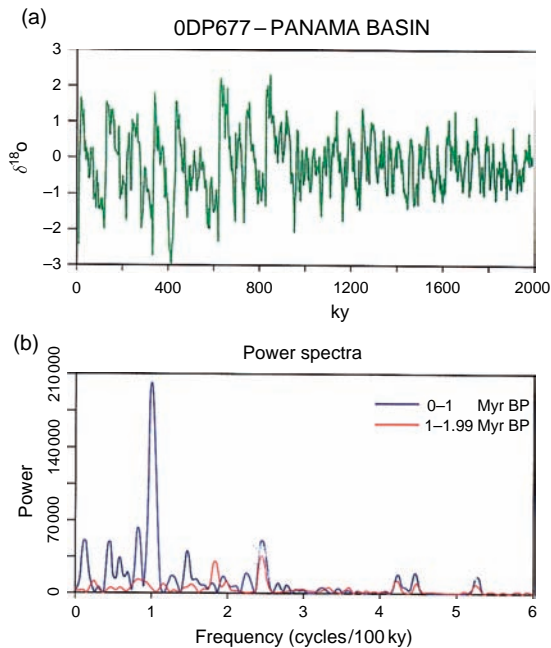 (a)
0DP677 – PANAMA BASIN
3
2
1
0
–1
–2
–3
δ18o
0 400 800 1200 1600 2000
ky
(b)
Power spectra
210000
140000
70000
0
Power
0–1 Myr BP
1–1.99 Myr BP
0 1 2 3 4 5 6
Frequency (cycles/100 ky)